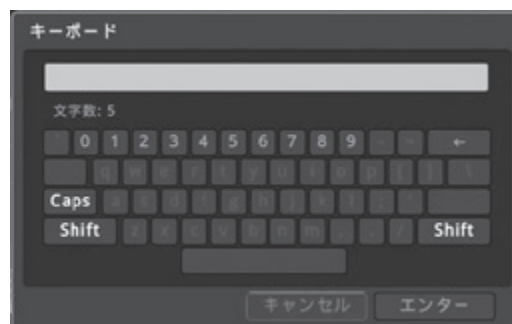 キーボード
文字数: 5
0 1 2 3 4 5 6 7 8 9 ←
q w e r t y u i o p [ ] \
Caps a s d f g h j k l ; '
Shift z x c v b n m , . / Shift
キャンセル エンター